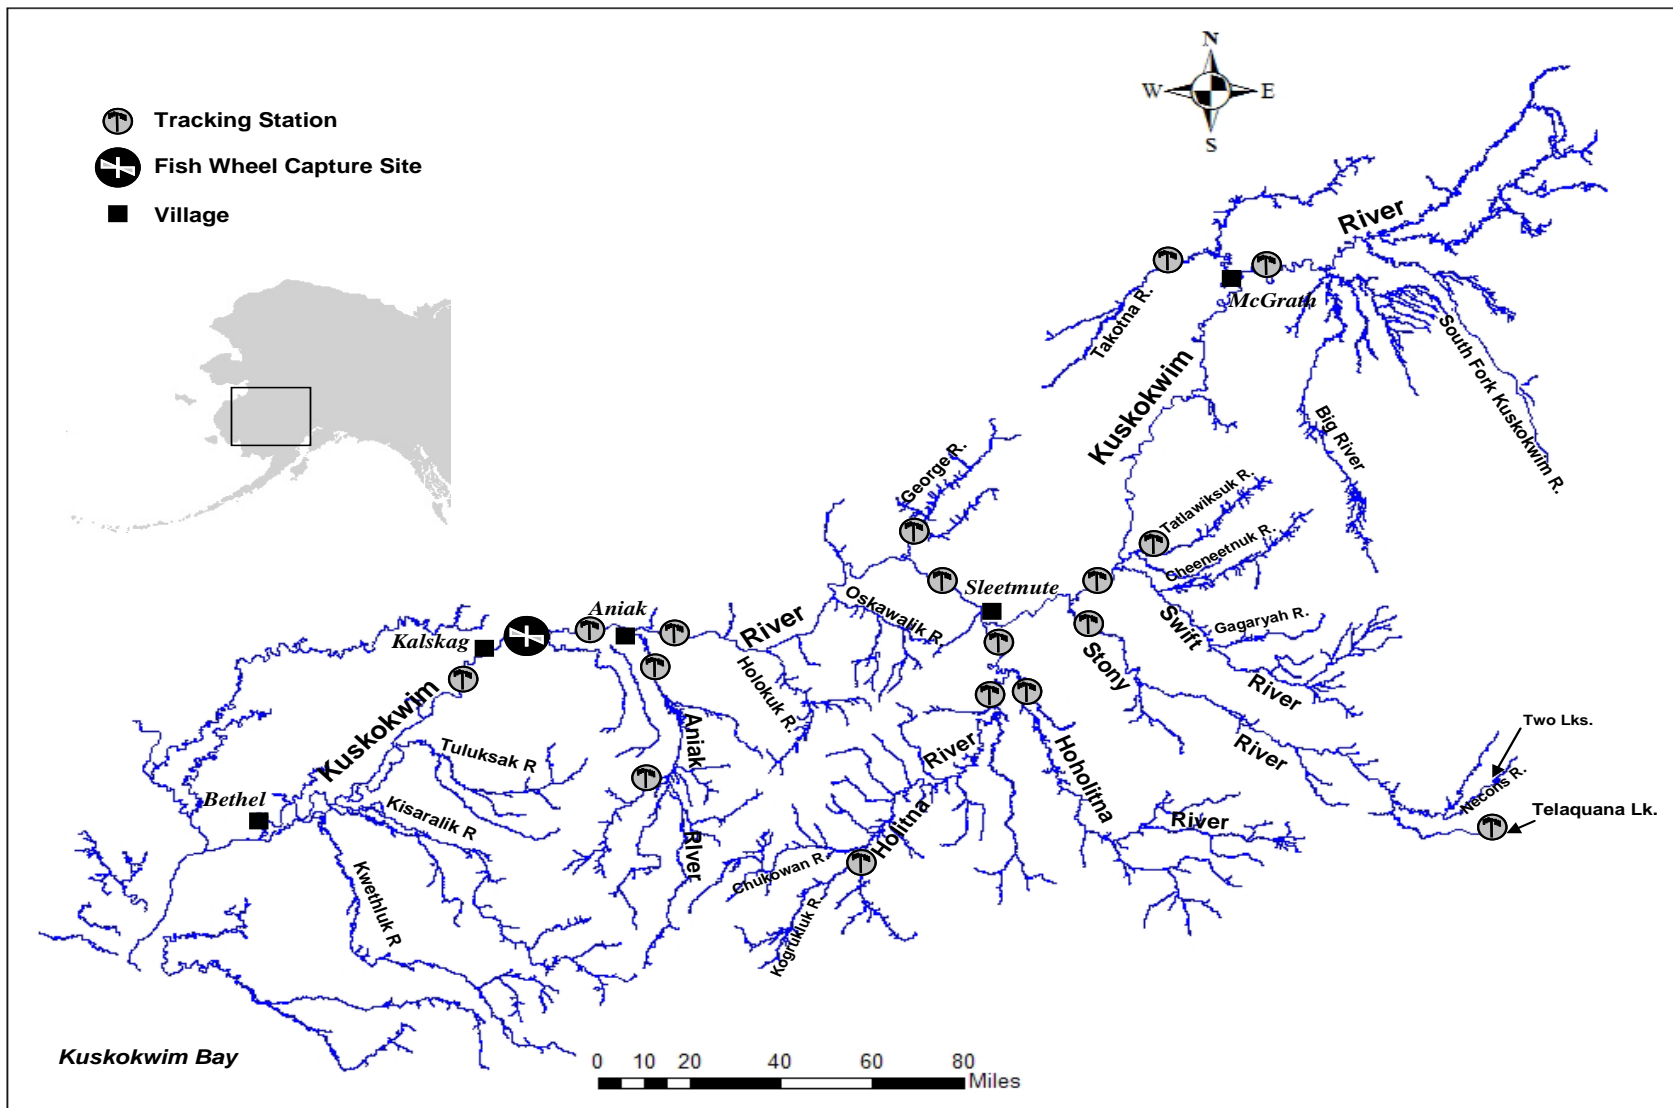 N
W
E
S
Tracking Station
Fish Wheel Capture Site
Village
River
McGrath
Takotna R.
South Fork Kuskokwim R.
Kuskokwim
Big River
George R.
Tatlawiksuk R.
Cheeneetnuk R.
Sleetmute
Oskawalik R
Swift
Gagaryah R.
Aniak
Kalskag
River
Stony
River
Holokuk R.
Kuskokwim
Aniak
River
Hoholitna
River
Two Lks.
Necons R.
Tuluksak R
Bethel
Kisaralik R
Holitna
River
Telaquana Lk.
River
Chukowan R.
Kwethluk R
Kogrukluk R.
Kuskokwim Bay
0 10 20 40 60 80
Miles